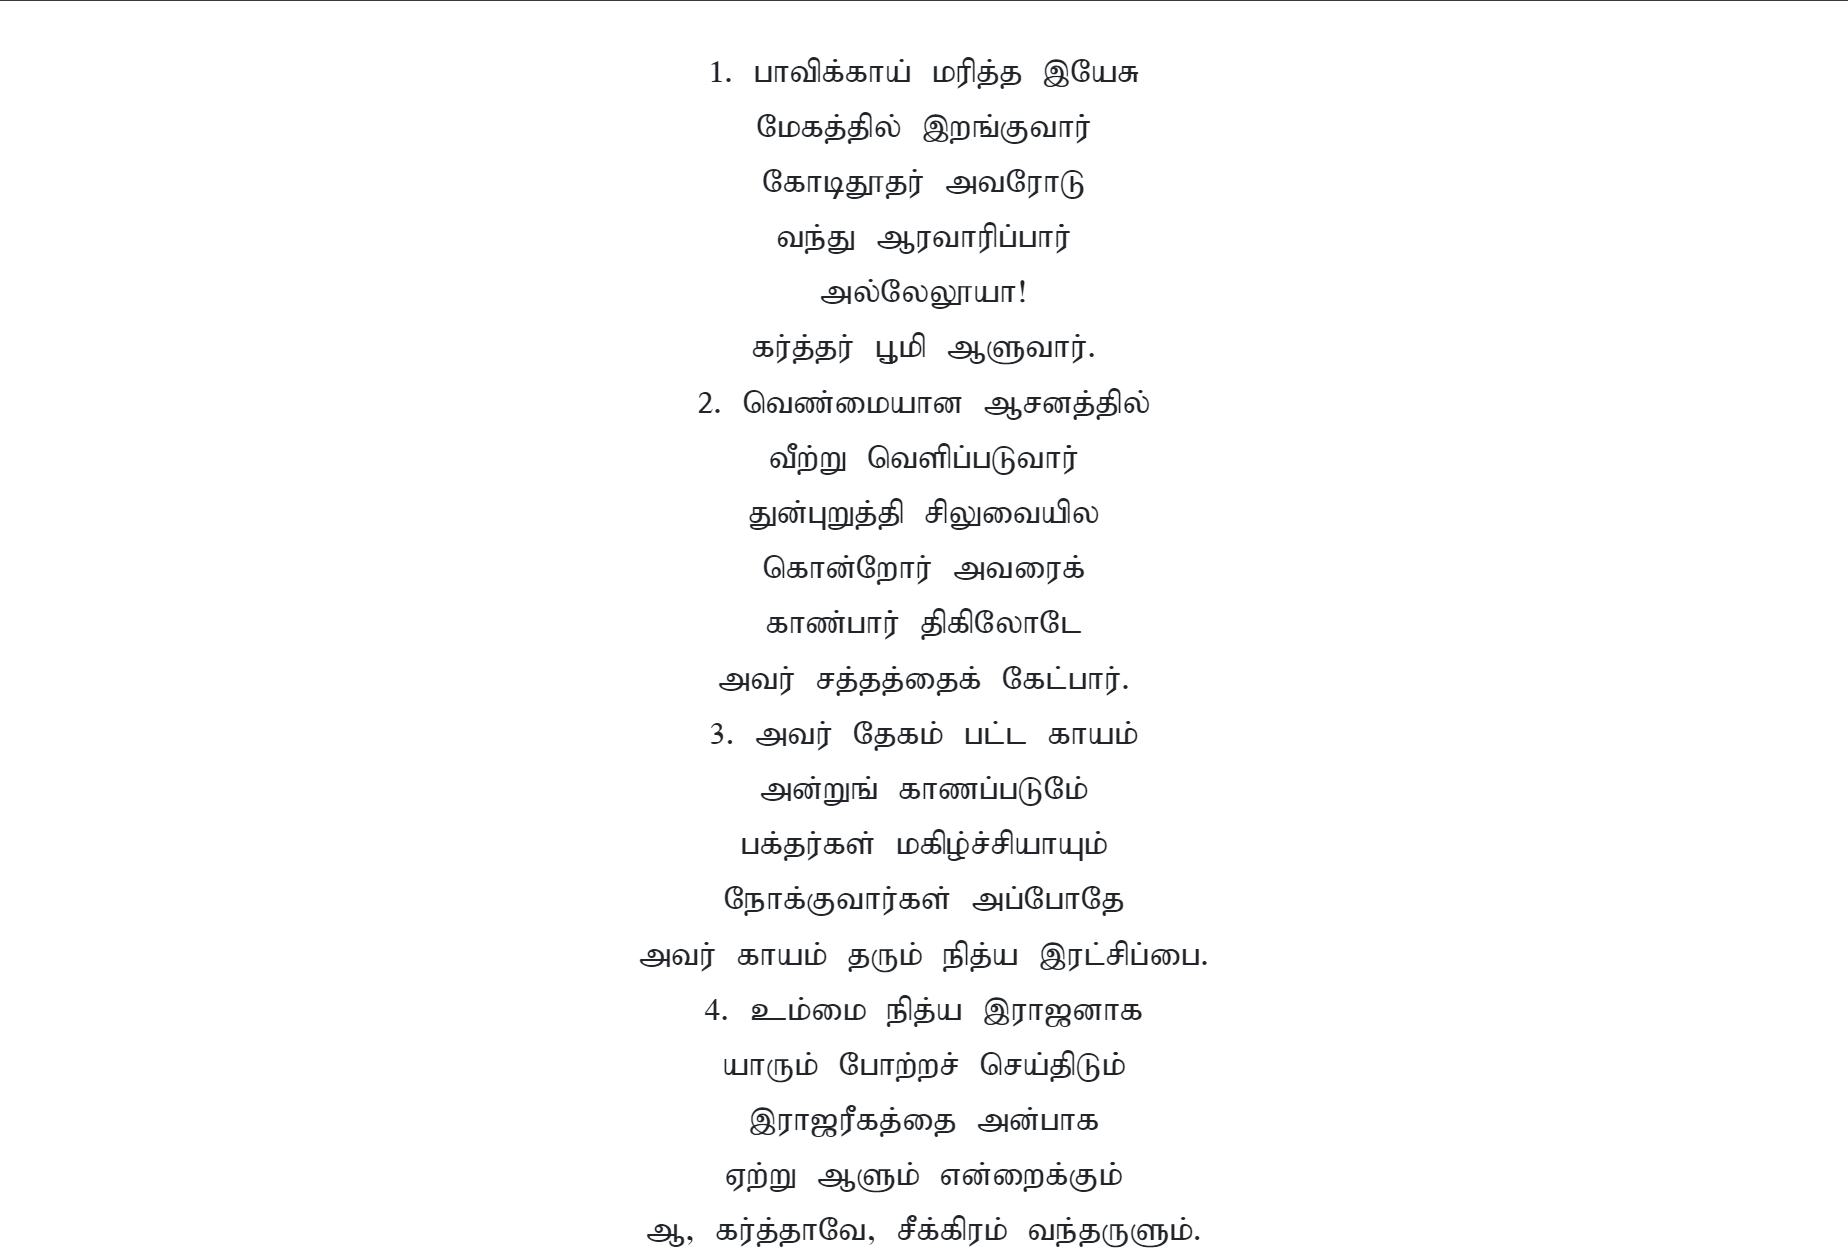 1. பாவிக்காய் மரித்த இயேசு
மேகத்தில் இறங்குவார்
கோடிதூதர் அவரோடு
வந்து ஆரவாரிப்பார்
அல்லேலூயா!
கர்த்தர் பூமி ஆளுவார்.
2. வெண்மையான ஆசனத்தில்
வீற்று வெளிப்படுவார்
துன்புறுத்தி சிலுவையில
கொன்றோர் அவரைக்
காண்பார் திகிலோடே
அவர் சத்தத்தைக் கேட்பார்.
3. அவர் தேகம் பட்ட காயம்
அன்றுங் காணப்படுமே்
பக்தர்கள் மகிழ்ச்சியாயும்
நோக்குவார்கள் அப்போதே
அவர் காயம் தரும் நித்ய இரட்சிப்பை.
4. உம்மை நித்ய இராஜனாக
யாரும் போற்றச் செய்திடும்
இராஜரீகத்தை அன்பாக
ஏற்று ஆளும் என்றைக்கும்
ஆ, கர்த்தாவே, சீக்கிரம் வந்தருளும்.